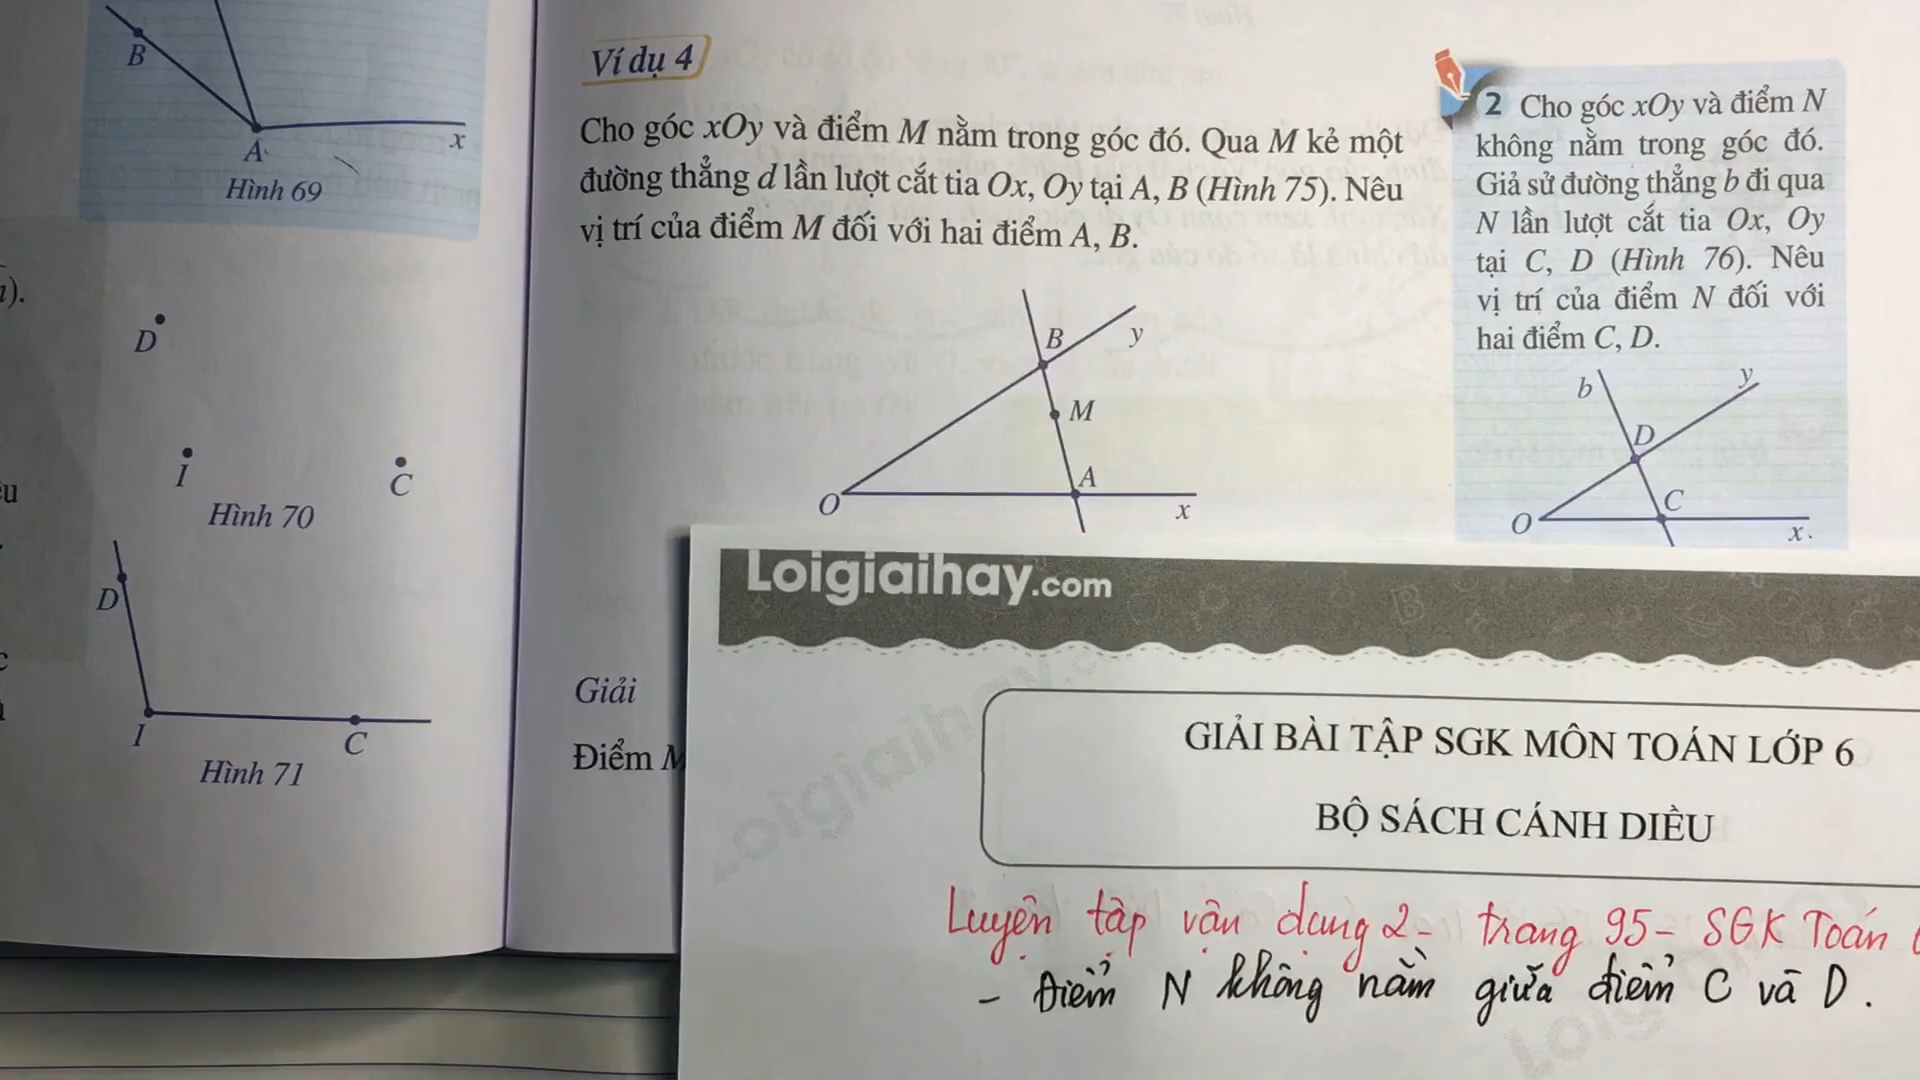 B
A
x
Hình 69
D
I
C
Hình 70
D
I
C
Hình 71
Ví dụ 4
Cho góc xOy và điểm M nằm trong góc đó. Qua M kẻ một
đường thẳng d lần lượt cắt tia Ox, Oy tại A, B (Hình 75). Nêu
vị trí của điểm M đối với hai điểm A, B.
B
y
M
A
O
x
Giải
Điểm M
2 Cho góc xOy và điểm N
không nằm trong góc đó.
Giả sử đường thẳng b đi qua
N lần lượt cắt tia Ox, Oy
tại C, D (Hình 76). Nêu
vị trí của điểm N đối với
hai điểm C, D.
b
y
D
C
O
x
Loigiaihay.com
GIẢI BÀI TẬP SGK MÔN TOÁN LỚP 6
BỘ SÁCH CÁNH DIỀU
Luyện tập vận dụng 2 - trang 95 - SGK Toán
- Điểm N không nằm giữa điểm C và D.